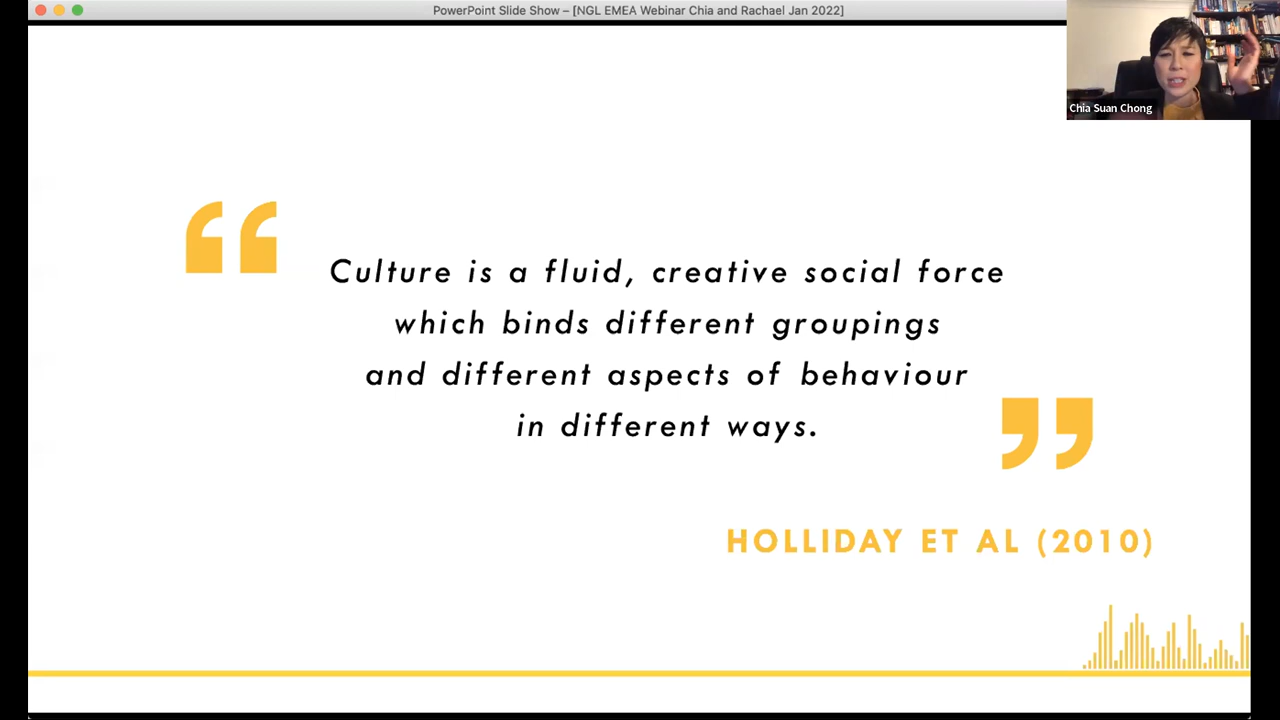 PowerPoint Slide Show – [NGL EMEA Webinar Chia and Rachael Jan 2022]
Chia Suan Chong
“Culture is a fluid, creative social force
which binds different groupings
and different aspects of behaviour
in different ways.”
HOLLIDAY ET AL (2010)